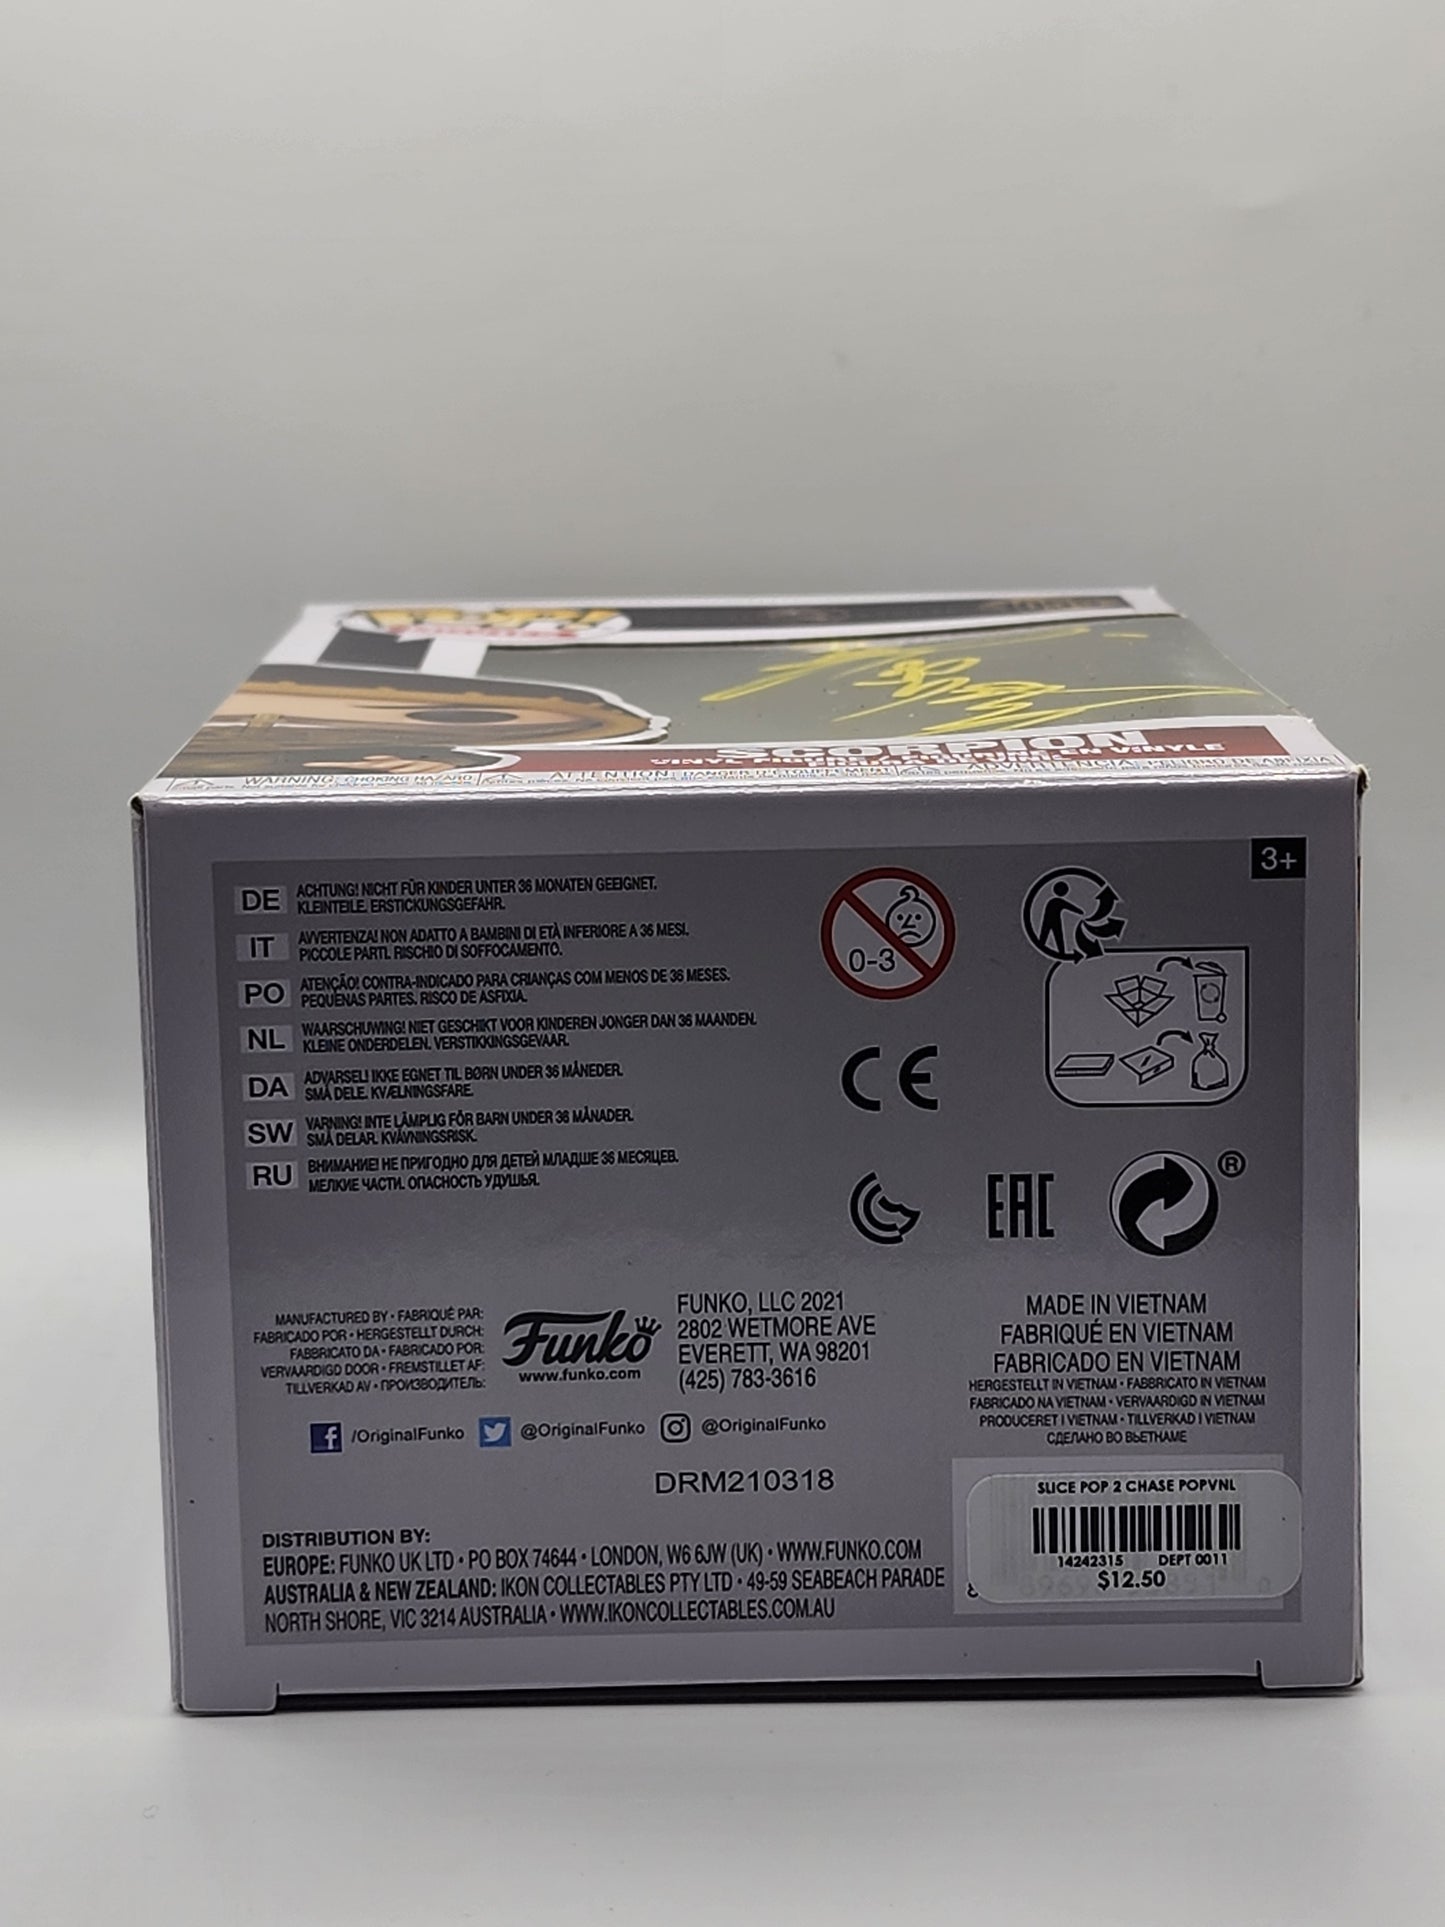 POP!
SCORPION
VINYL FIGURE
EN VINYLE
WARNING: CHOKING HAZARD
ATTENTION: DANGER D'ÉTOUFFEMENT
3+
DE ACHTUNG! NICHT FÜR KINDER UNTER 36 MONATEN GEEIGNET.
KLEINTEILE. ERSTICKUNGSGEFAHR.
IT AVVERTENZA! NON ADATTO A BAMBINI DI ETÀ INFERIORE A 36 MESI.
PICCOLE PARTI. RISCHIO DI SOFFOCAMENTO.
PO ATENÇÃO! CONTRA-INDICADO PARA CRIANÇAS COM MENOS DE 36 MESES.
PEQUENAS PARTES. RISCO DE ASFIXIA.
NL WAARSCHUWING! NIET GESCHIKT VOOR KINDEREN JONGER DAN 36 MAANDEN.
KLEINE ONDERDELEN. VERSTIKKINGSGEVAAR.
DA ADVARSEL! IKKE EGNET TIL BØRN UNDER 36 MÅNEDER.
SMÅ DELE. KVÆLNINGSFARE.
SW VARNING! INTE LÄMPLIG FÖR BARN UNDER 36 MÅNADER.
SMÅ DELAR. KVÄVNINGSRISK.
RU ВНИМАНИЕ! НЕ ПРИГОДНО ДЛЯ ДЕТЕЙ МЛАДШЕ 36 МЕСЯЦЕВ.
МЕЛКИЕ ЧАСТИ. ОПАСНОСТЬ УДУШЬЯ.
0-3
CE
EAC
®
MANUFACTURED BY • FABRIQUÉ PAR:
FABRICADO POR • HERGESTELLT DURCH:
FABBRICATO DA • FABRICADO POR:
VERVAARDIGD DOOR • FREMSTILLET AF:
TILLVERKAD AV • ПРОИЗВОДИТЕЛЬ:
Funko
www.funko.com
FUNKO, LLC 2021
2802 WETMORE AVE
EVERETT, WA 98201
(425) 783-3616
MADE IN VIETNAM
FABRIQUÉ EN VIETNAM
FABRICADO EN VIETNAM
HERGESTELLT IN VIETNAM • FABBRICATO IN VIETNAM
FABRICADO NA VIETNAM • VERVAARDIGD IN VIETNAM
PRODUCERET I VIETNAM • TILLVERKAD I VIETNAM
СДЕЛАНО ВО ВЬЕТНАМЕ
/OriginalFunko @OriginalFunko @OriginalFunko
DRM210318
DISTRIBUTION BY:
EUROPE: FUNKO UK LTD • PO BOX 74644 • LONDON, W6 6JW (UK) • WWW.FUNKO.COM
AUSTRALIA & NEW ZEALAND: IKON COLLECTABLES PTY LTD • 49-59 SEABEACH PARADE
NORTH SHORE, VIC 3214 AUSTRALIA • WWW.IKONCOLLECTABLES.COM.AU
SLICE POP 2 CHASE POPVNL
14242315 DEPT 0011
$12.50